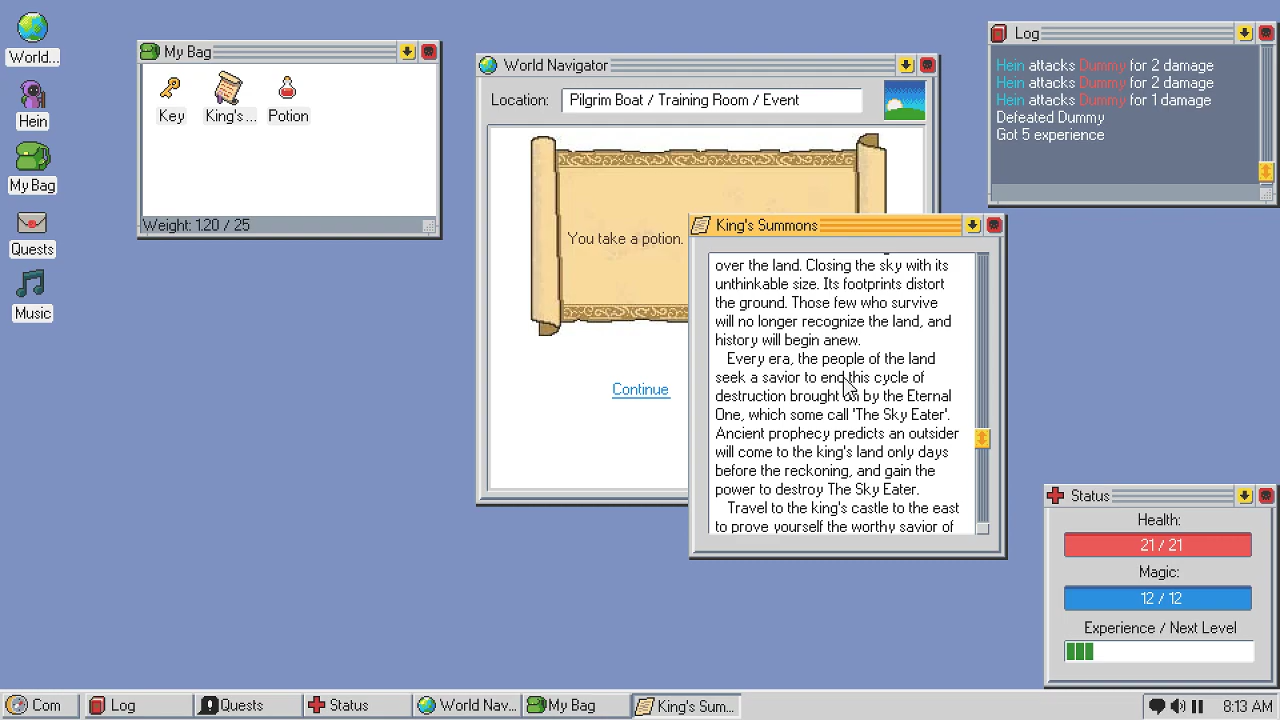 World...
Hein
My Bag
Quests
Music
My Bag
Key
King's ...
Potion
Weight: 1.20 / 25
World Navigator
Location:
Pilgrim Boat / Training Room / Event
You take a potion.
Continue
King's Summons
over the land. Closing the sky with its
unthinkable size. Its footprints distort
the ground. Those few who survive
will no longer recognize the land, and
history will begin anew.
Every era, the people of the land
seek a savior to end this cycle of
destruction brought on by the Eternal
One, which some call 'The Sky Eater'.
Ancient prophecy predicts an outsider
will come to the king's land only days
before the reckoning, and gain the
power to destroy The Sky Eater.
Travel to the king's castle to the east
to prove yourself the worthy savior of
Log
Hein attacks Dummy for 2 damage
Hein attacks Dummy for 2 damage
Hein attacks Dummy for 1 damage
Defeated Dummy
Got 5 experience
Status
Health:
21 / 21
Magic:
12 / 12
Experience / Next Level
Com
Log
Quests
Status
World Nav...
My Bag
King's Sum...
8:13 AM